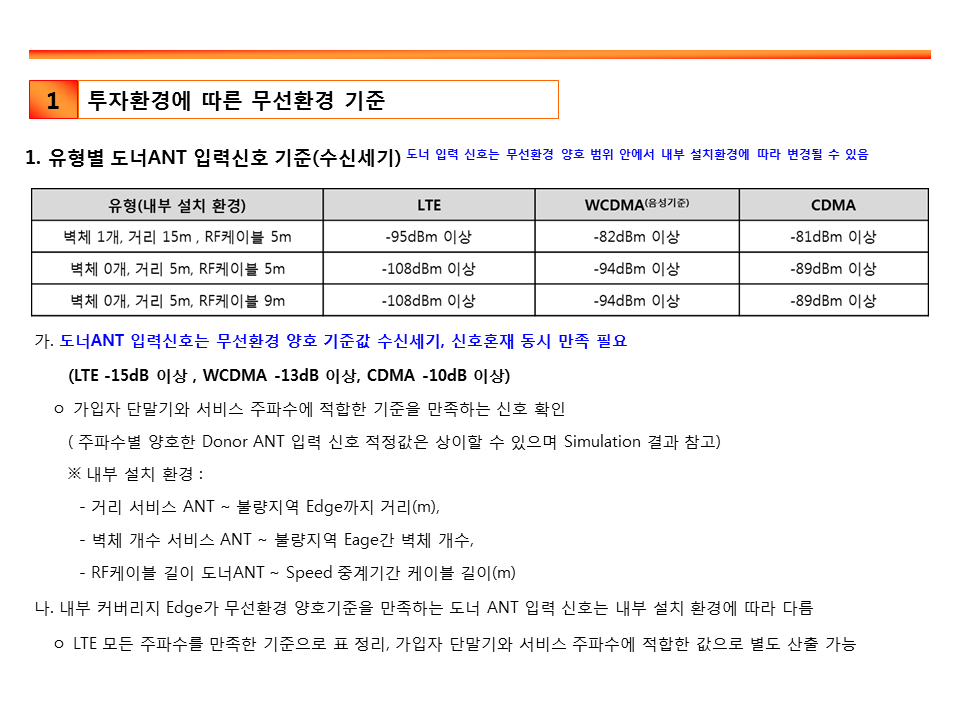 1 투자환경에 따른 무선환경 기준
1. 유형별 도너ANT 입력신호 기준(수신세기) 도너 입력 신호는 무선환경 양호 범위 안에서 내부 설치환경에 따라 변경될 수 있음
유형(내부 설치 환경) LTE WCDMA(음성기준) CDMA
벽체 1개, 거리 15m , RF케이블 5m -95dBm 이상 -82dBm 이상 -81dBm 이상
벽체 0개, 거리 5m, RF케이블 5m -108dBm 이상 -94dBm 이상 -89dBm 이상
벽체 0개, 거리 5m, RF케이블 9m -108dBm 이상 -94dBm 이상 -89dBm 이상
가. 도너ANT 입력신호는 무선환경 양호 기준값 수신세기, 신호혼재 동시 만족 필요
(LTE -15dB 이상 , WCDMA -13dB 이상, CDMA -10dB 이상)
ㅇ 가입자 단말기와 서비스 주파수에 적합한 기준을 만족하는 신호 확인
( 주파수별 양호한 Donor ANT 입력 신호 적정값은 상이할 수 있으며 Simulation 결과 참고)
※ 내부 설치 환경 :
- 거리 서비스 ANT ~ 불량지역 Edge까지 거리(m),
- 벽체 개수 서비스 ANT ~ 불량지역 Eage간 벽체 개수,
- RF케이블 길이 도너ANT ~ Speed 중계기간 케이블 길이(m)
나. 내부 커버리지 Edge가 무선환경 양호기준을 만족하는 도너 ANT 입력 신호는 내부 설치 환경에 따라 다름
ㅇ LTE 모든 주파수를 만족한 기준으로 표 정리, 가입자 단말기와 서비스 주파수에 적합한 값으로 별도 산출 가능